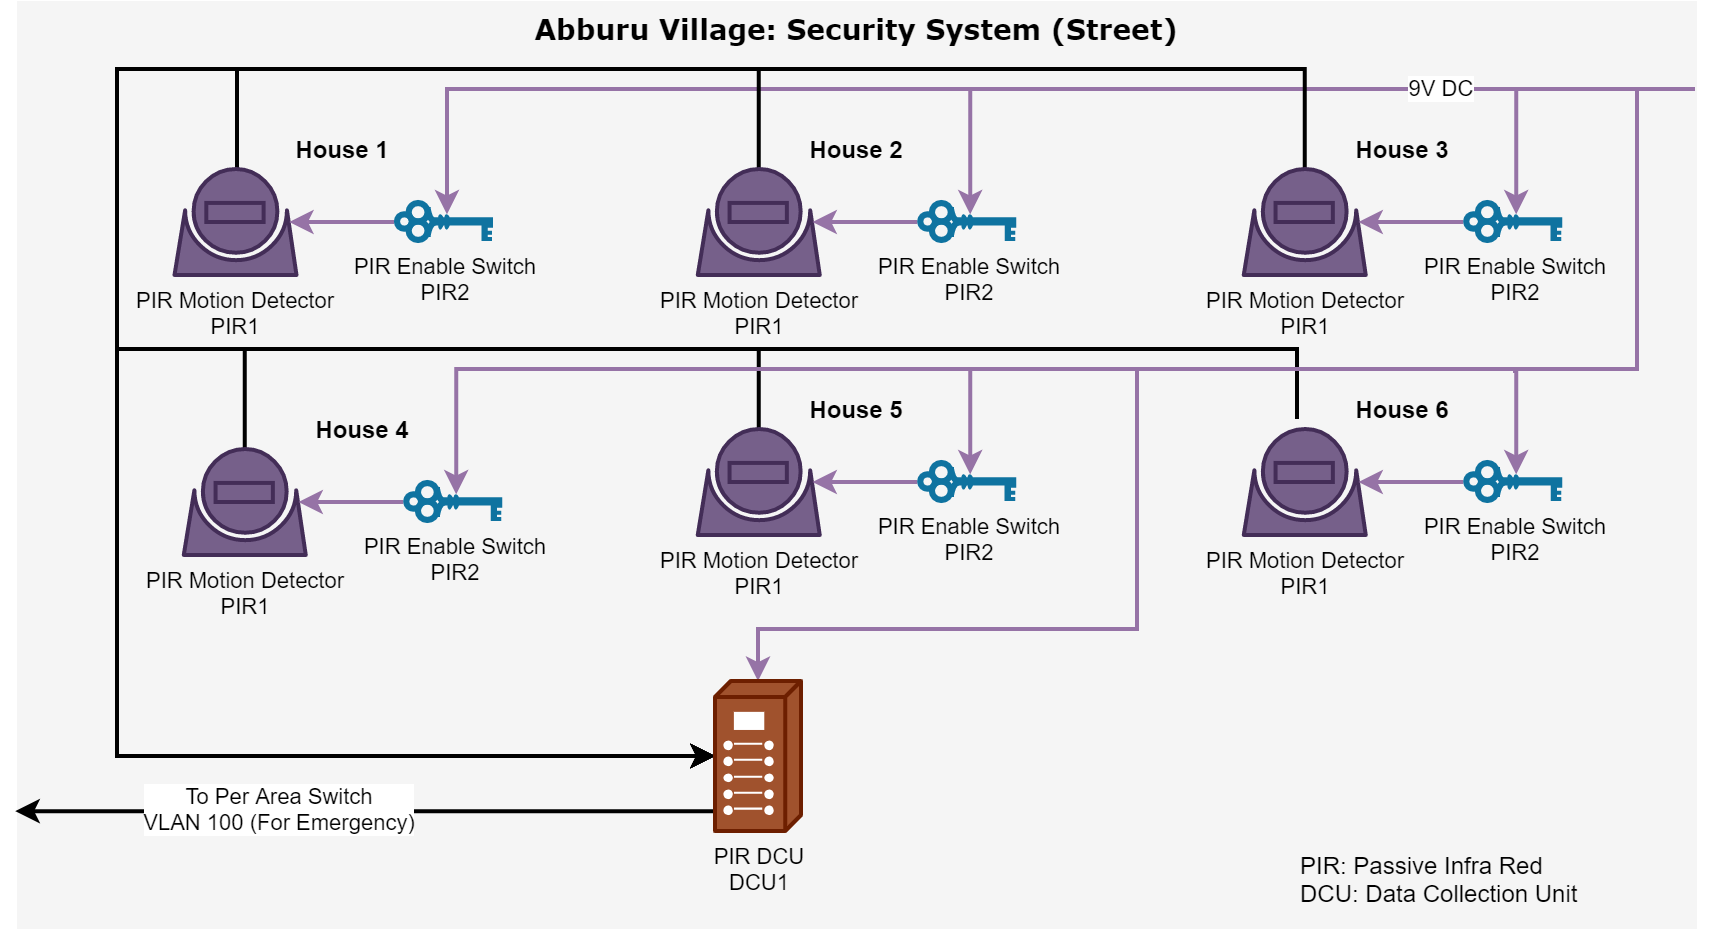 Abburu Village: Security System (Street)
9V DC
House 1
House 2
House 3
PIR Enable Switch
PIR2
PIR Enable Switch
PIR2
PIR Enable Switch
PIR2
PIR Motion Detector
PIR1
PIR Motion Detector
PIR1
PIR Motion Detector
PIR1
House 4
House 5
House 6
PIR Enable Switch
PIR2
PIR Enable Switch
PIR2
PIR Enable Switch
PIR2
PIR Motion Detector
PIR1
PIR Motion Detector
PIR1
PIR Motion Detector
PIR1
To Per Area Switch
VLAN 100 (For Emergency)
PIR DCU
DCU1
PIR: Passive Infra Red
DCU: Data Collection Unit